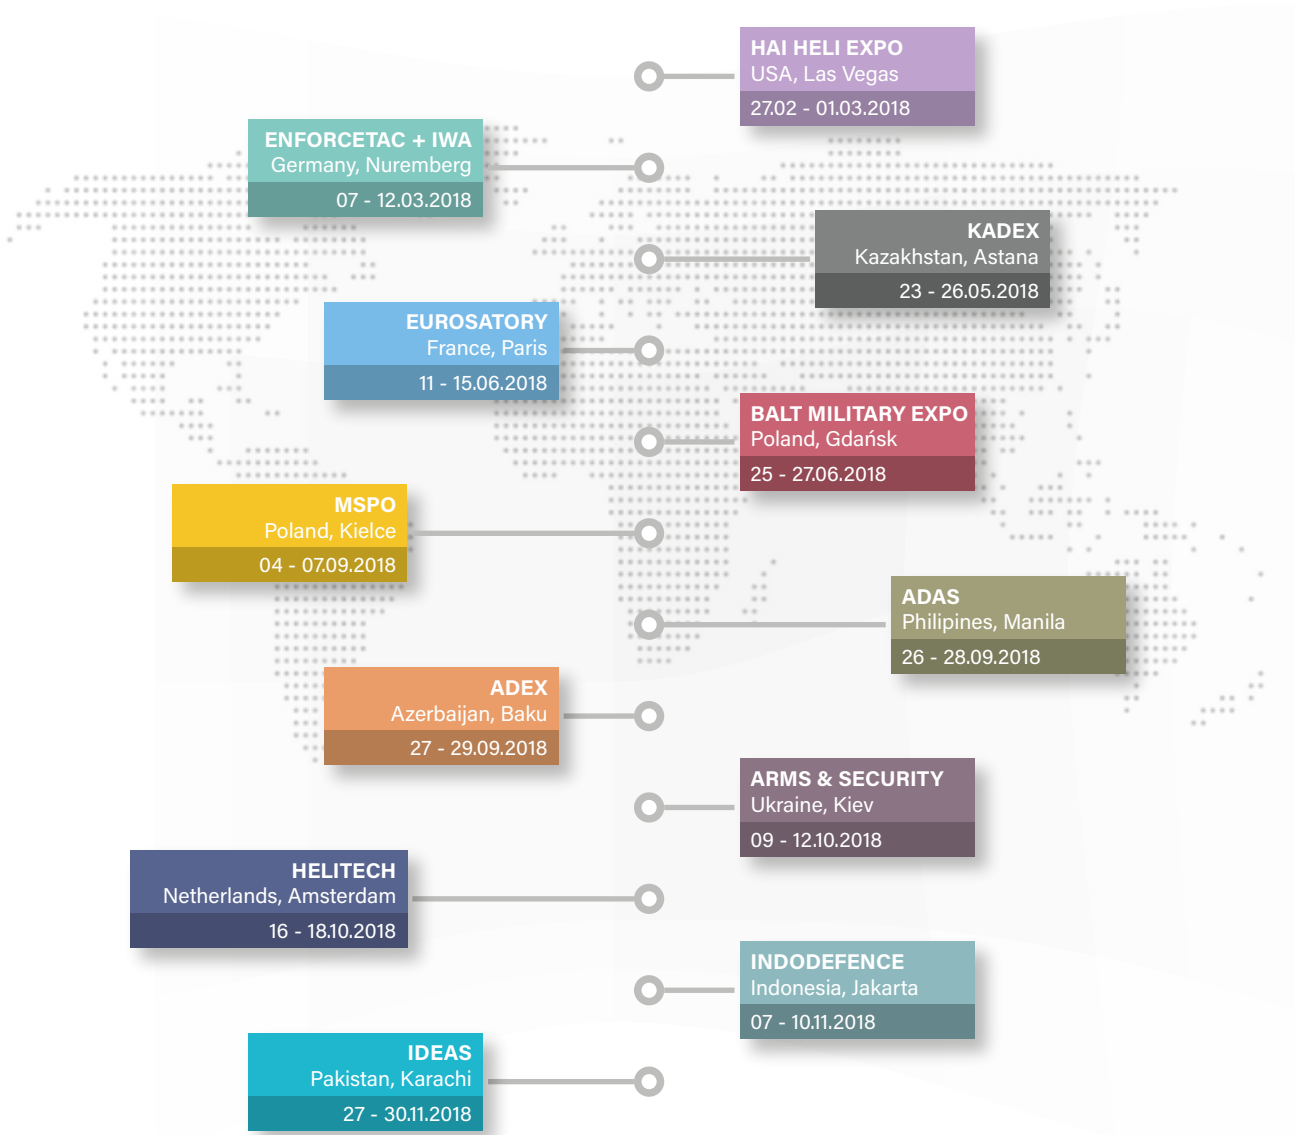 HAI HELI EXPO
USA, Las Vegas
27.02 - 01.03.2018
ENFORCETAC + IWA
Germany, Nuremberg
07 - 12.03.2018
KADEX
Kazakhstan, Astana
23 - 26.05.2018
EUROSATORY
France, Paris
11 - 15.06.2018
BALT MILITARY EXPO
Poland, Gdańsk
25 - 27.06.2018
MSPO
Poland, Kielce
04 - 07.09.2018
ADAS
Philipines, Manila
26 - 28.09.2018
ADEX
Azerbaijan, Baku
27 - 29.09.2018
ARMS & SECURITY
Ukraine, Kiev
09 - 12.10.2018
HELITECH
Netherlands, Amsterdam
16 - 18.10.2018
INDODEFENCE
Indonesia, Jakarta
07 - 10.11.2018
IDEAS
Pakistan, Karachi
27 - 30.11.2018